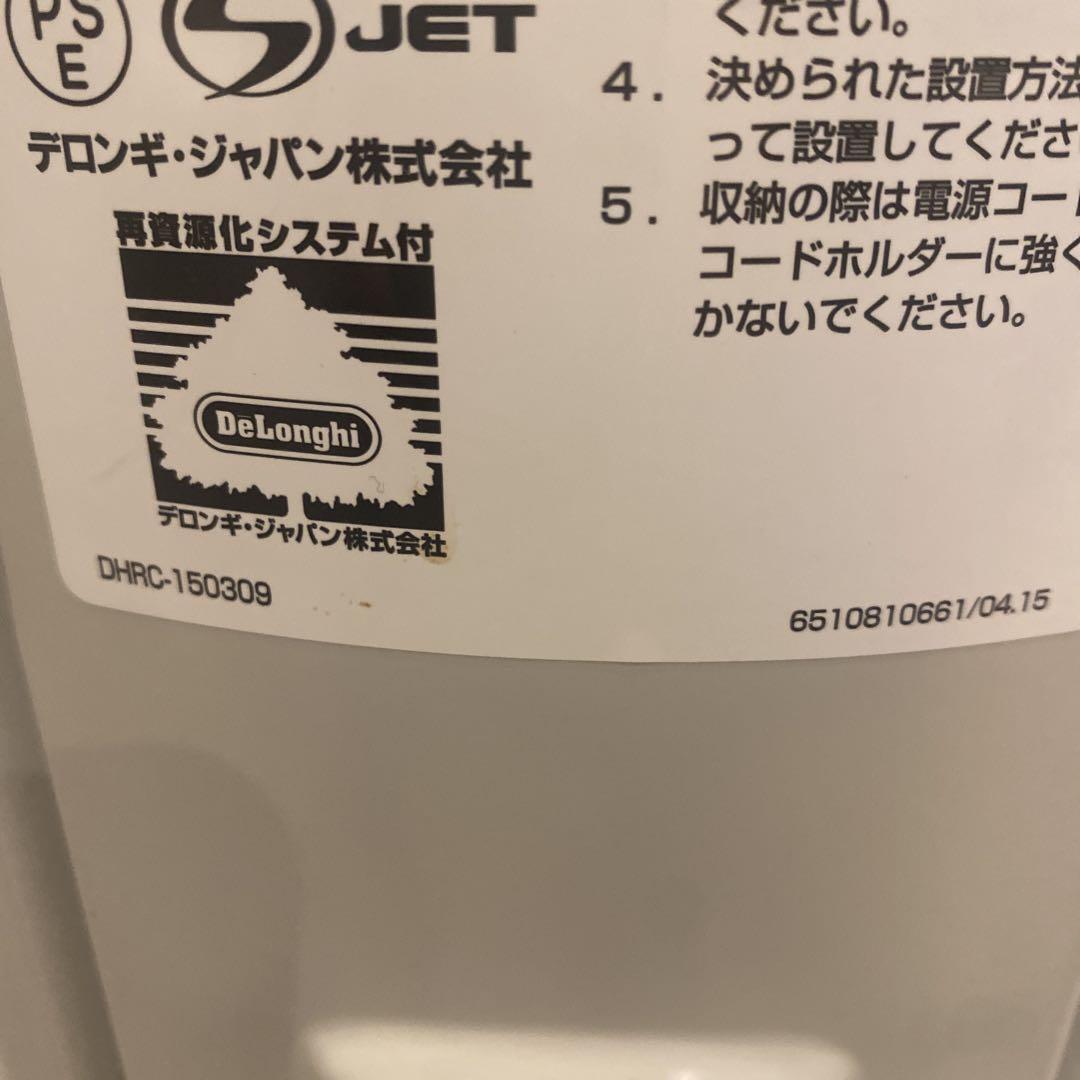 PS
E
JET
デロンギ・ジャパン株式会社
再資源化システム付
DēLonghi
デロンギ・ジャパン株式会社
DHRC-150309
ください。
4. 決められた設置方法
って設置してくださ
5. 収納の際は電源コー
コードホルダーに強く
かないでください。
6510810661/04.15